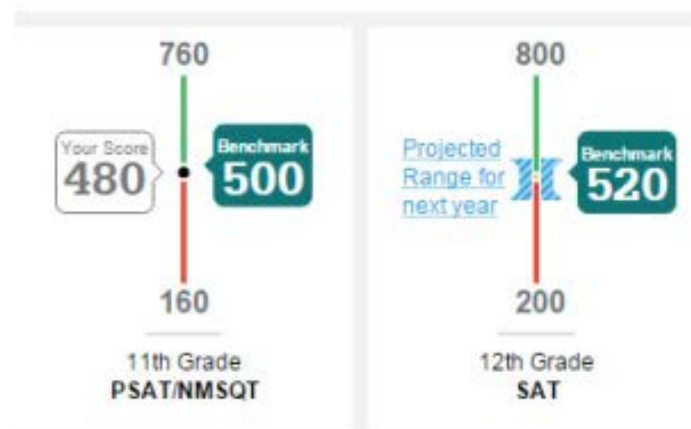 760
Your Score
480
Benchmark
500
160
11th Grade
PSAT/NMSQT
800
Projected
Range for
next year
Benchmark
520
200
12th Grade
SAT